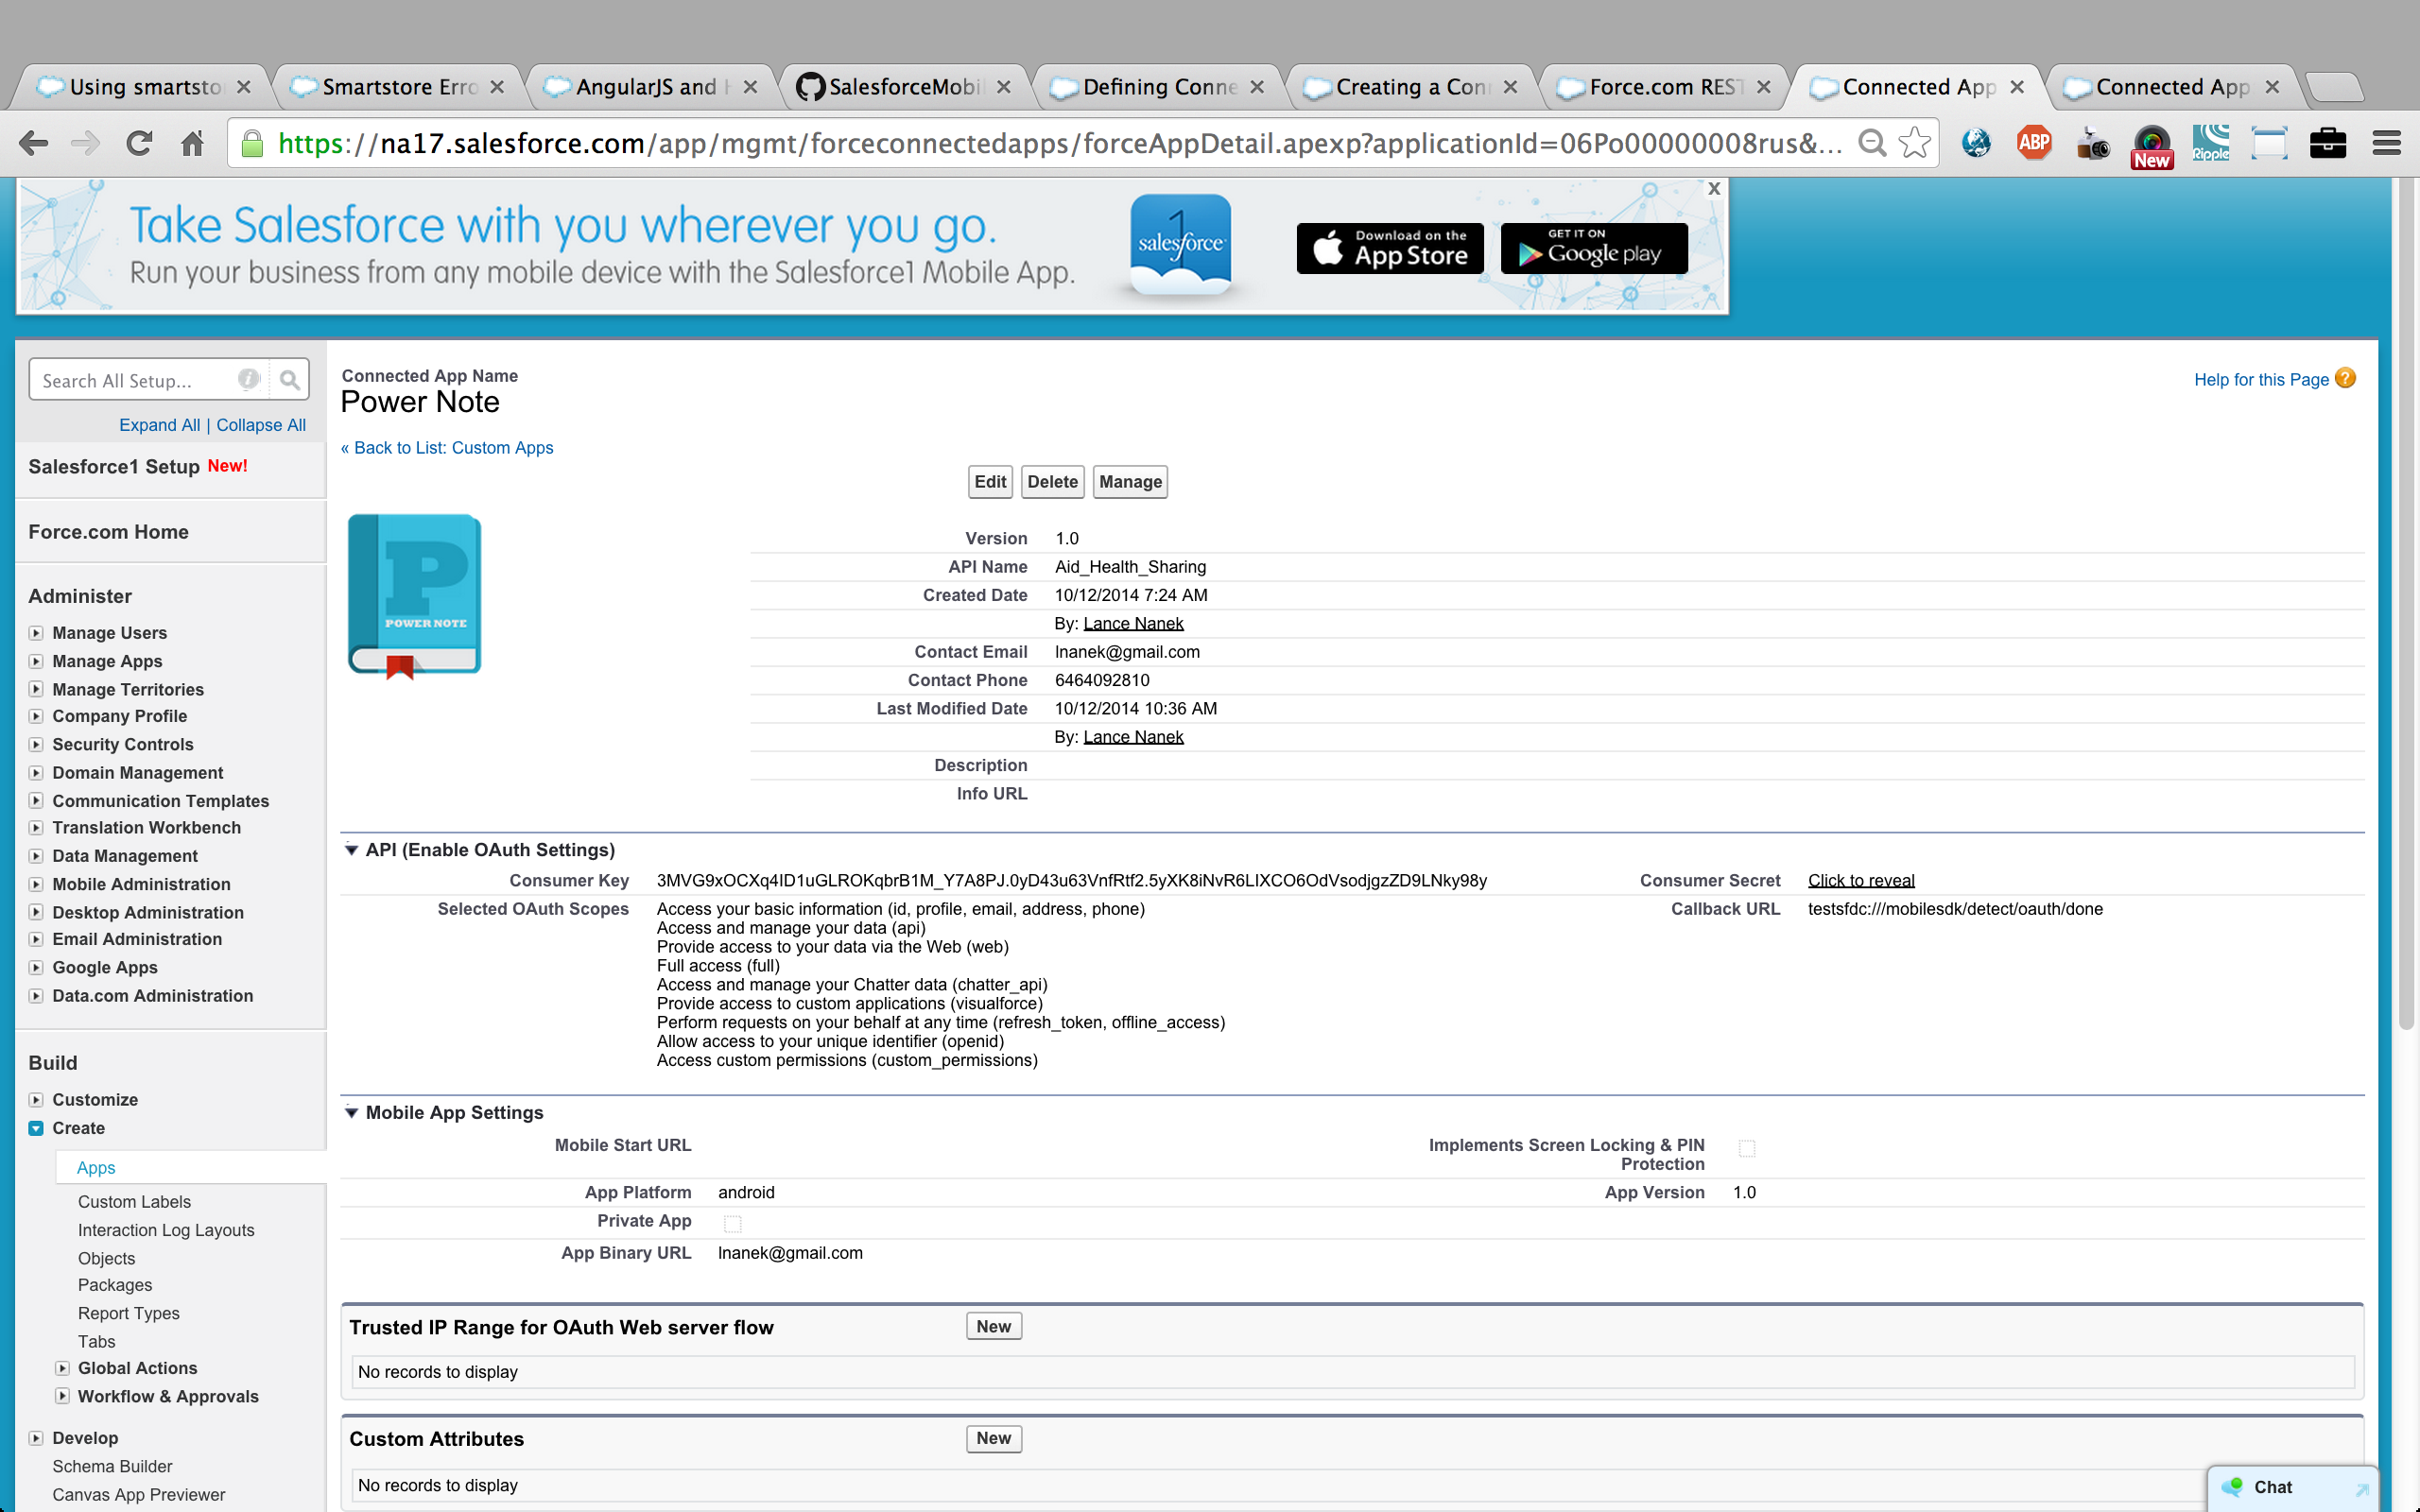 Using smartsto
Smartstore Erro
AngularJS and H
SalesforceMobil
Defining Conne
Creating a Con
Force.com REST
Connected App
Connected App
https://na17.salesforce.com/app/mgmt/forceconnectedapps/forceAppDetail.apexp?applicationId=06Po00000008rus&...
ABP
New
Ripple
Take Salesforce with you wherever you go.
Run your business from any mobile device with the Salesforce1 Mobile App.
1
salesforce
Download on the
App Store
GET IT ON
Google play
X
Search All Setup...
Expand All | Collapse All
Salesforce1 Setup New!
Force.com Home
Administer
Manage Users
Manage Apps
Manage Territories
Company Profile
Security Controls
Domain Management
Communication Templates
Translation Workbench
Data Management
Mobile Administration
Desktop Administration
Email Administration
Google Apps
Data.com Administration
Build
Customize
Create
Apps
Custom Labels
Interaction Log Layouts
Objects
Packages
Report Types
Tabs
Global Actions
Workflow & Approvals
Develop
Schema Builder
Canvas App Previewer
Connected App Name
Power Note
Help for this Page ?
« Back to List: Custom Apps
Edit Delete Manage
P
POWER NOTE
Version 1.0
API Name Aid_Health_Sharing
Created Date 10/12/2014 7:24 AM
By: Lance Nanek
Contact Email lnanek@gmail.com
Contact Phone 6464092810
Last Modified Date 10/12/2014 10:36 AM
By: Lance Nanek
Description
Info URL
API (Enable OAuth Settings)
Consumer Key 3MVG9xOCXq4ID1uGLROKqbrB1M_Y7A8PJ.0yD43u63VnfRtf2.5yXK8iNvR6LIXCO6OdVsodjgzZD9LNky98y
Consumer Secret Click to reveal
Selected OAuth Scopes Access your basic information (id, profile, email, address, phone)
Callback URL testsfdc:///mobilesdk/detect/oauth/done
Access and manage your data (api)
Provide access to your data via the Web (web)
Full access (full)
Access and manage your Chatter data (chatter_api)
Provide access to custom applications (visualforce)
Perform requests on your behalf at any time (refresh_token, offline_access)
Allow access to your unique identifier (openid)
Access custom permissions (custom_permissions)
Mobile App Settings
Mobile Start URL
Implements Screen Locking & PIN
Protection
App Platform android
App Version 1.0
Private App
App Binary URL lnanek@gmail.com
Trusted IP Range for OAuth Web server flow New
No records to display
Custom Attributes New
No records to display
Chat